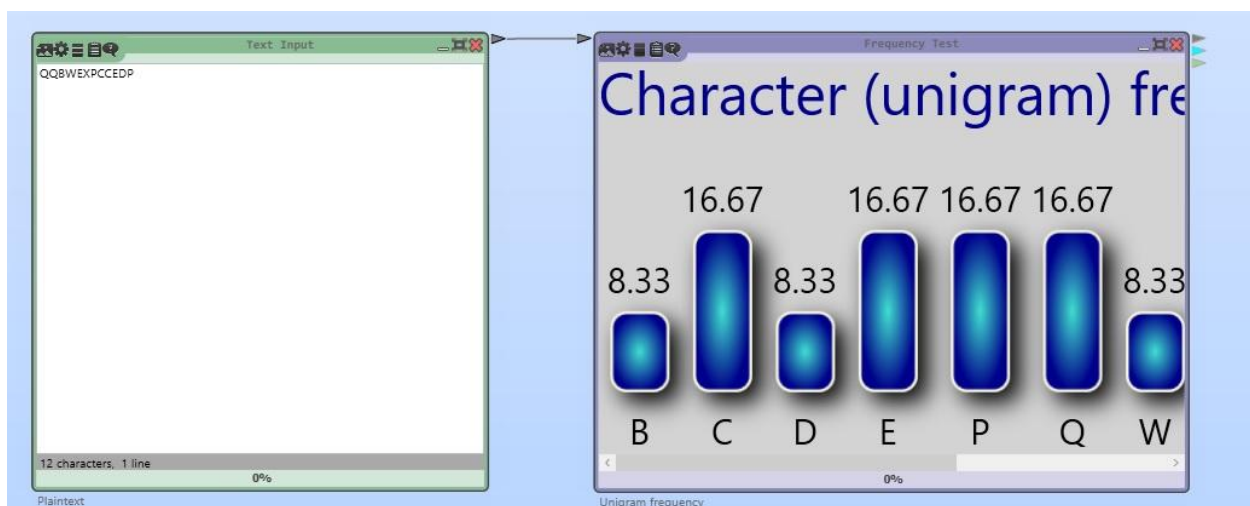 Text Input
QQBWEXPCCEDP
12 characters, 1 line
0%
Plaintext
Frequency Test
Character (unigram) fre
16.67 16.67 16.67 16.67
8.33 8.33 8.33
B C D E P Q W
0%
Unigram frequency